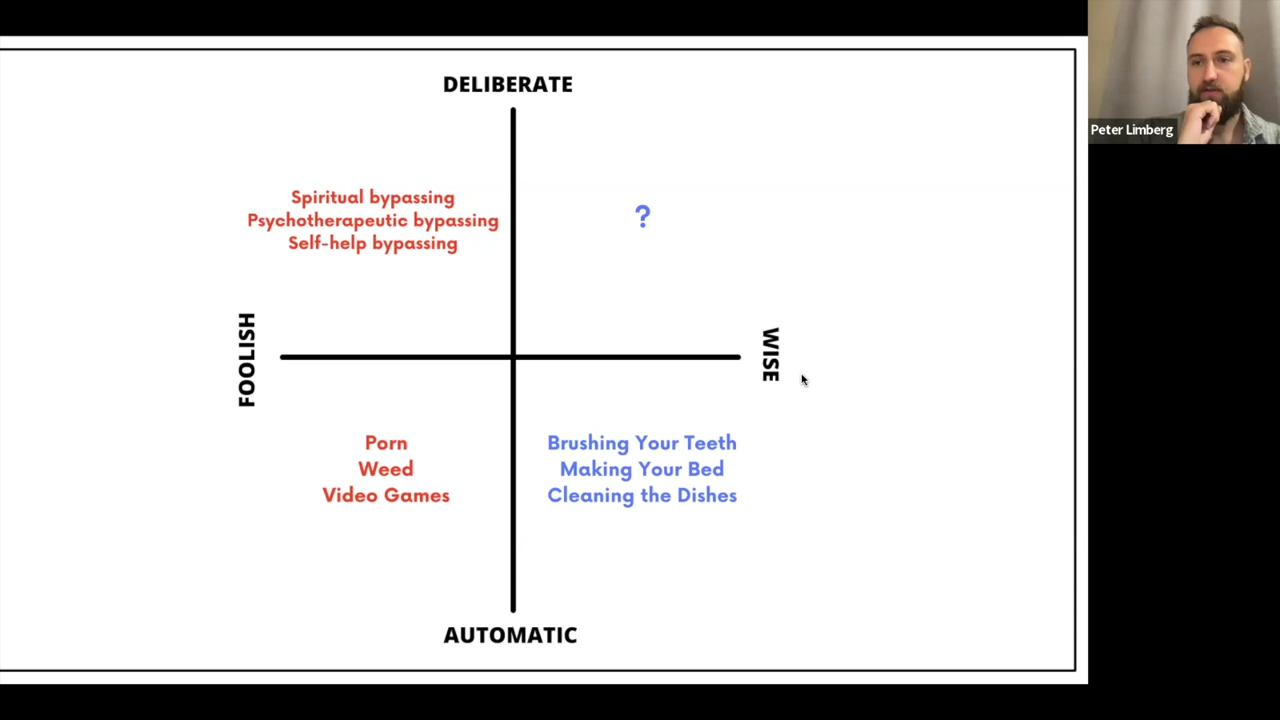 DELIBERATE
Peter Limberg
Spiritual bypassing
Psychotherapeutic bypassing
Self-help bypassing
?
FOOLISH
WISE
Porn
Weed
Video Games
Brushing Your Teeth
Making Your Bed
Cleaning the Dishes
AUTOMATIC